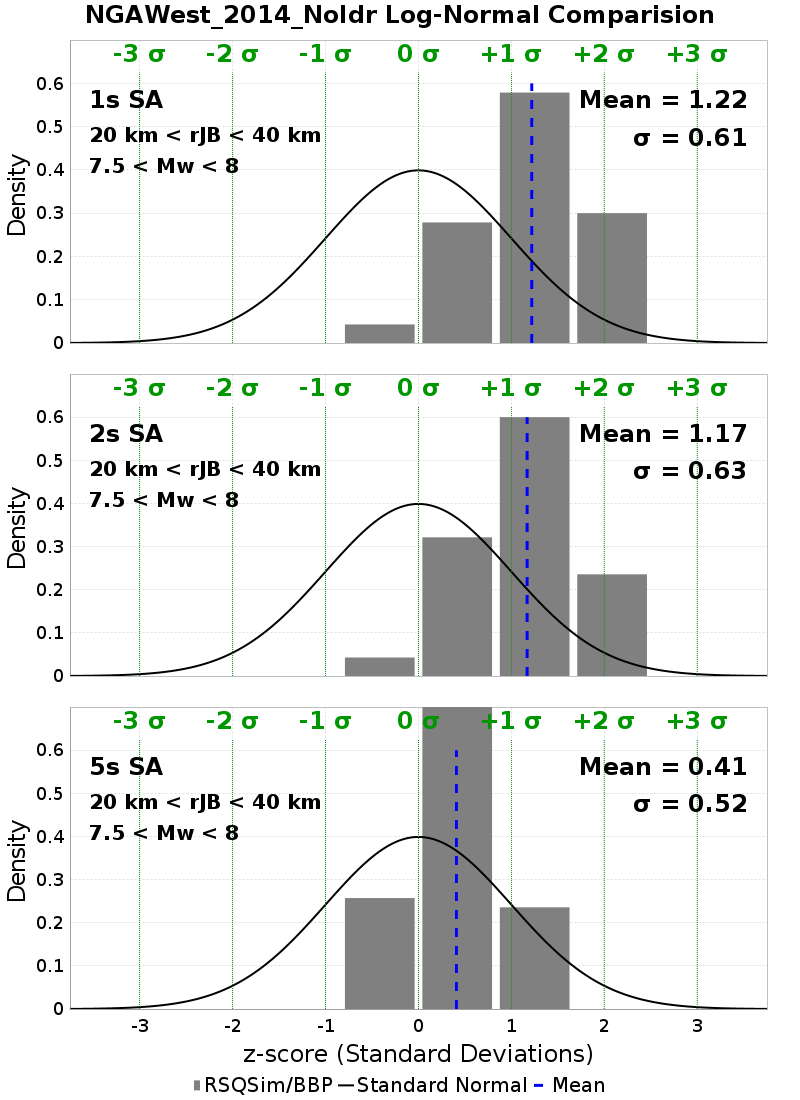 NGAWest_2014_NoIdr Log-Normal Comparision
-3 σ -2 σ -1 σ 0 σ +1 σ +2 σ +3 σ
0.6
1s SA Mean = 1.22
0.5
20 km < rJB < 40 km σ = 0.61
7.5 < Mw < 8
0.4
0.3
0.2
0.1
0
Density
-3 σ -2 σ -1 σ 0 σ +1 σ +2 σ +3 σ
0.6
2s SA Mean = 1.17
0.5
20 km < rJB < 40 km σ = 0.63
7.5 < Mw < 8
0.4
0.3
0.2
0.1
0
Density
-3 σ -2 σ -1 σ 0 σ +1 σ +2 σ +3 σ
0.6
5s SA Mean = 0.41
0.5
20 km < rJB < 40 km σ = 0.52
7.5 < Mw < 8
0.4
0.3
0.2
0.1
0
Density
-3 -2 -1 0 1 2 3
z-score (Standard Deviations)
RSQSim/BBP Standard Normal Mean